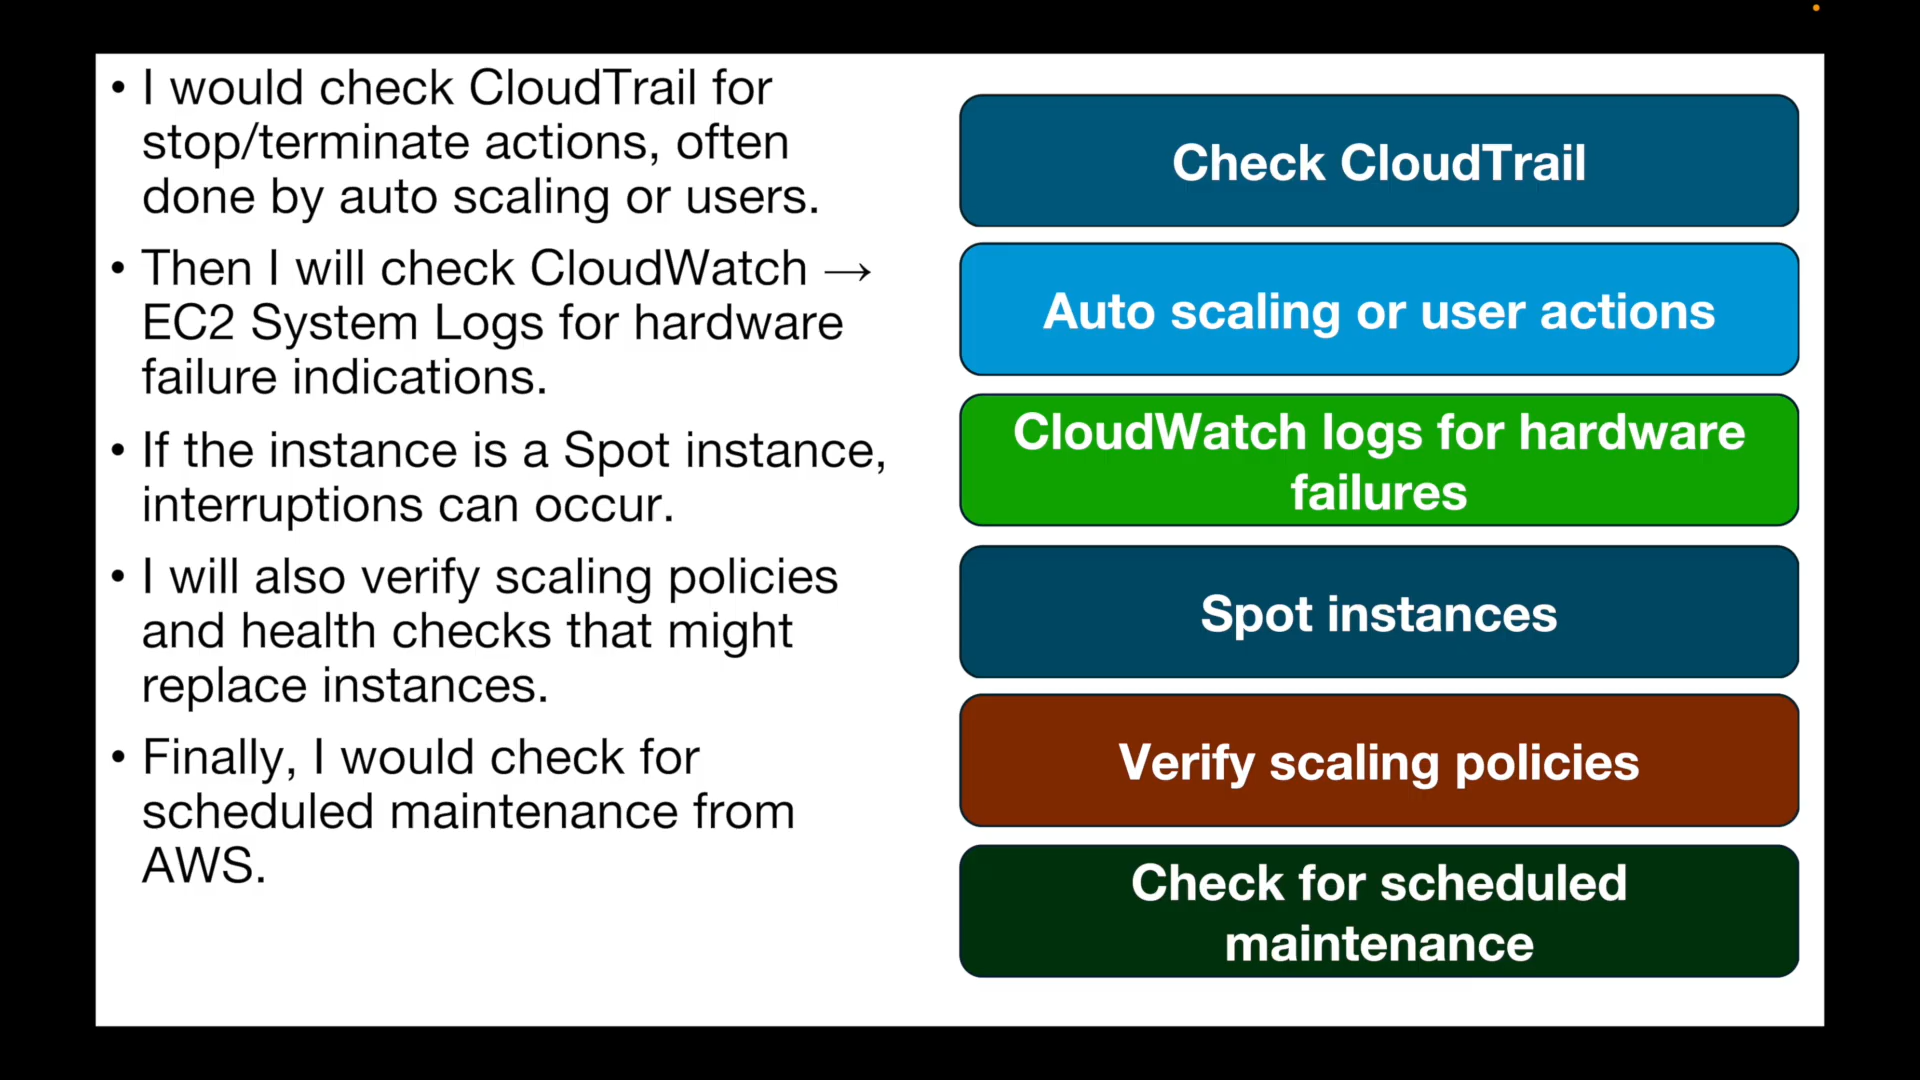 • I would check CloudTrail for
stop/terminate actions, often
done by auto scaling or users.
• Then I will check CloudWatch →
EC2 System Logs for hardware
failure indications.
• If the instance is a Spot instance,
interruptions can occur.
• I will also verify scaling policies
and health checks that might
replace instances.
• Finally, I would check for
scheduled maintenance from
AWS.
Check CloudTrail
Auto scaling or user actions
CloudWatch logs for hardware
failures
Spot instances
Verify scaling policies
Check for scheduled
maintenance